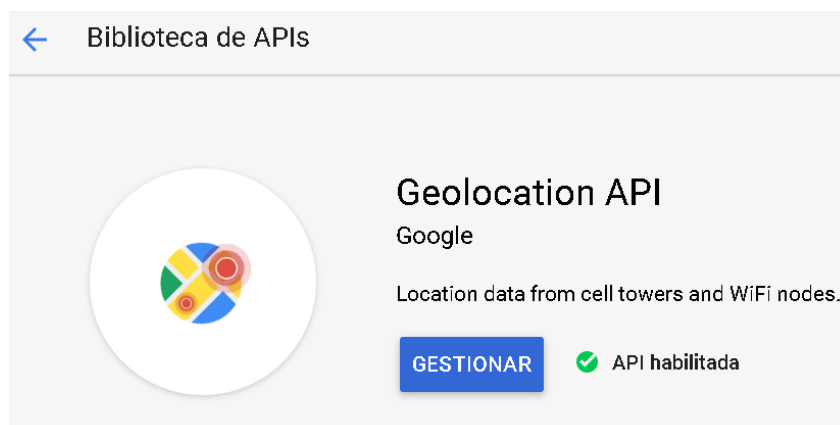 Biblioteca de APIs
Geolocation API
Google
Location data from cell towers and WiFi nodes.
GESTIONAR
API habilitada